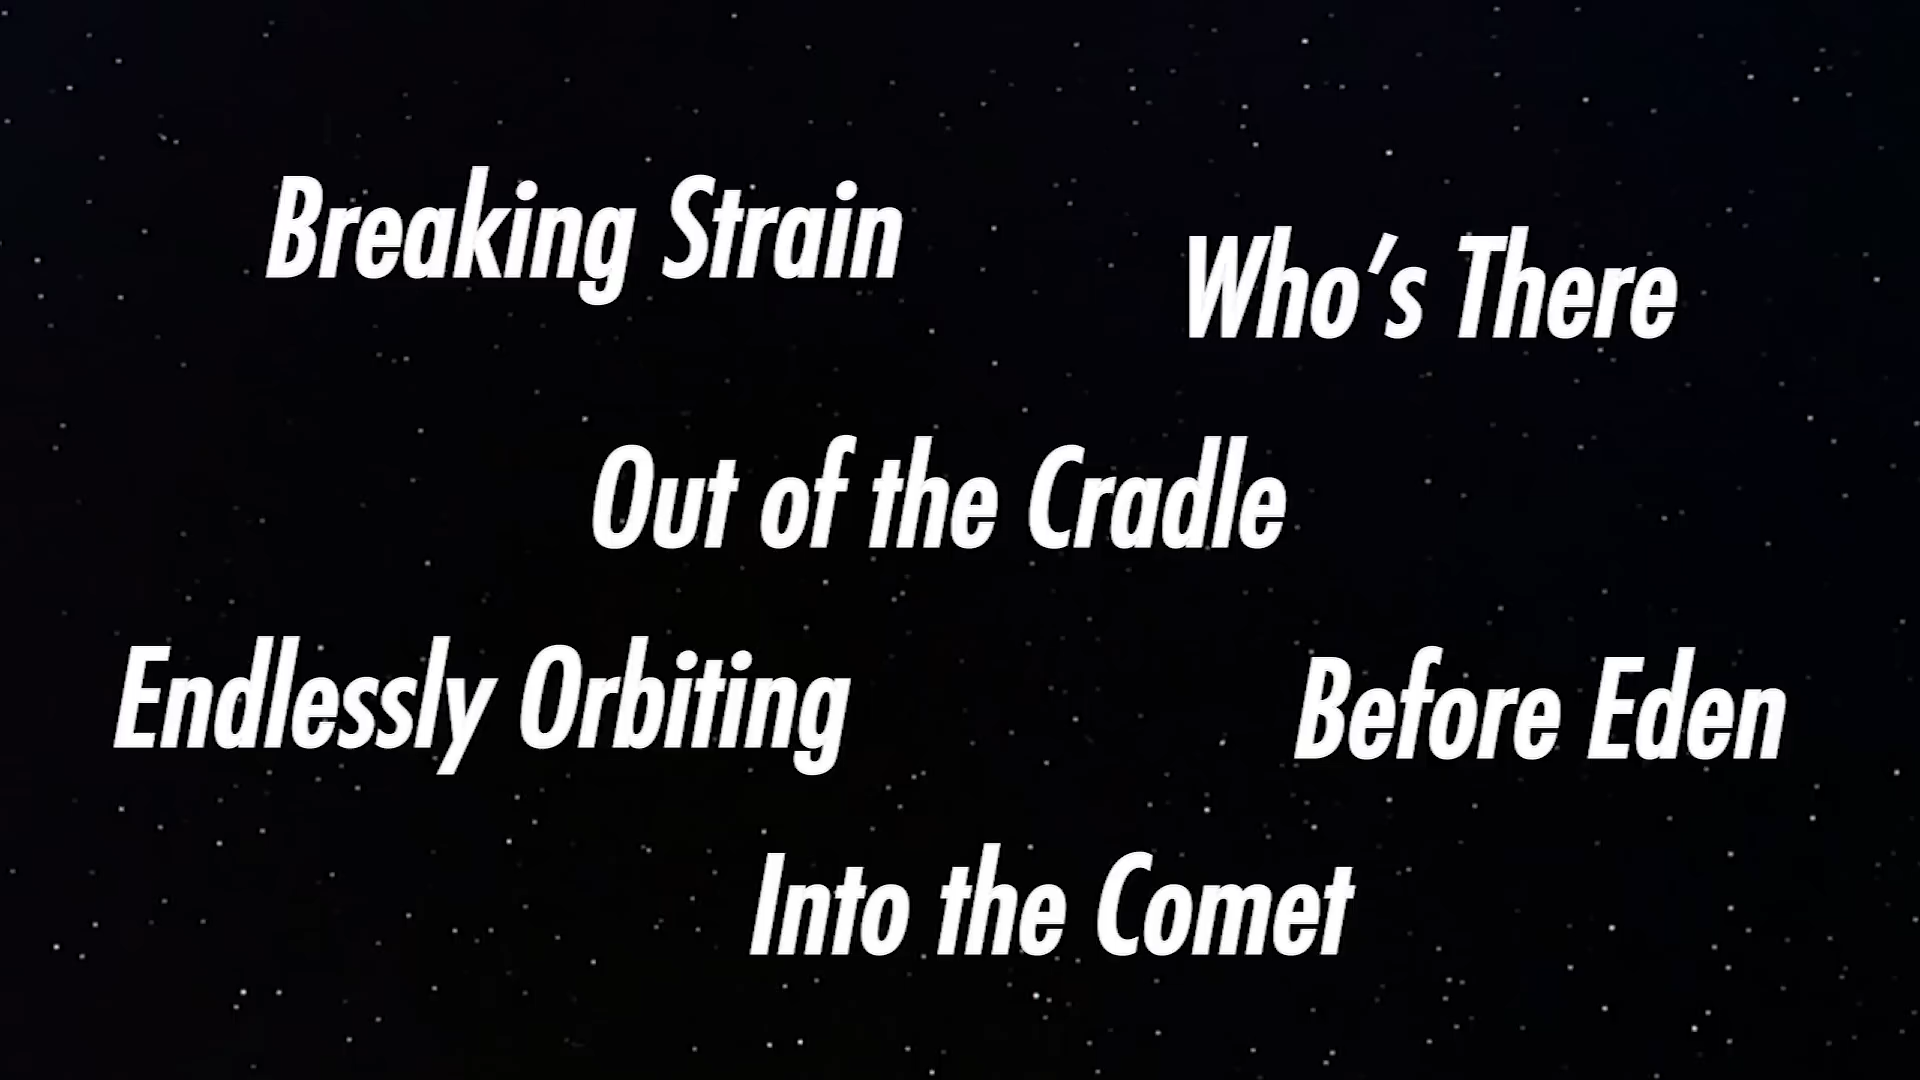 Breaking Strain
Who’s There
Out of the Cradle
Endlessly Orbiting
Before Eden
Into the Comet